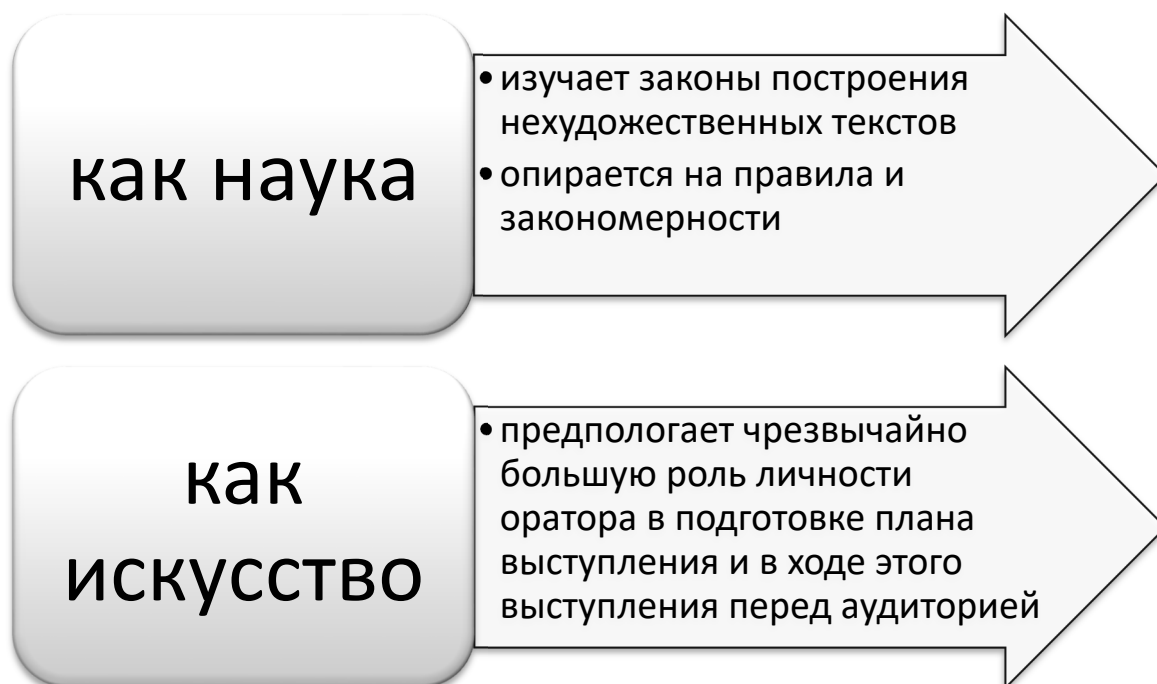 как наука
• изучает законы построения
нехудожественных текстов
• опирается на правила и
закономерности
как
искусство
• предпологает чрезвычайно
большую роль личности
оратора в подготовке плана
выступления и в ходе этого
выступления перед аудиторией